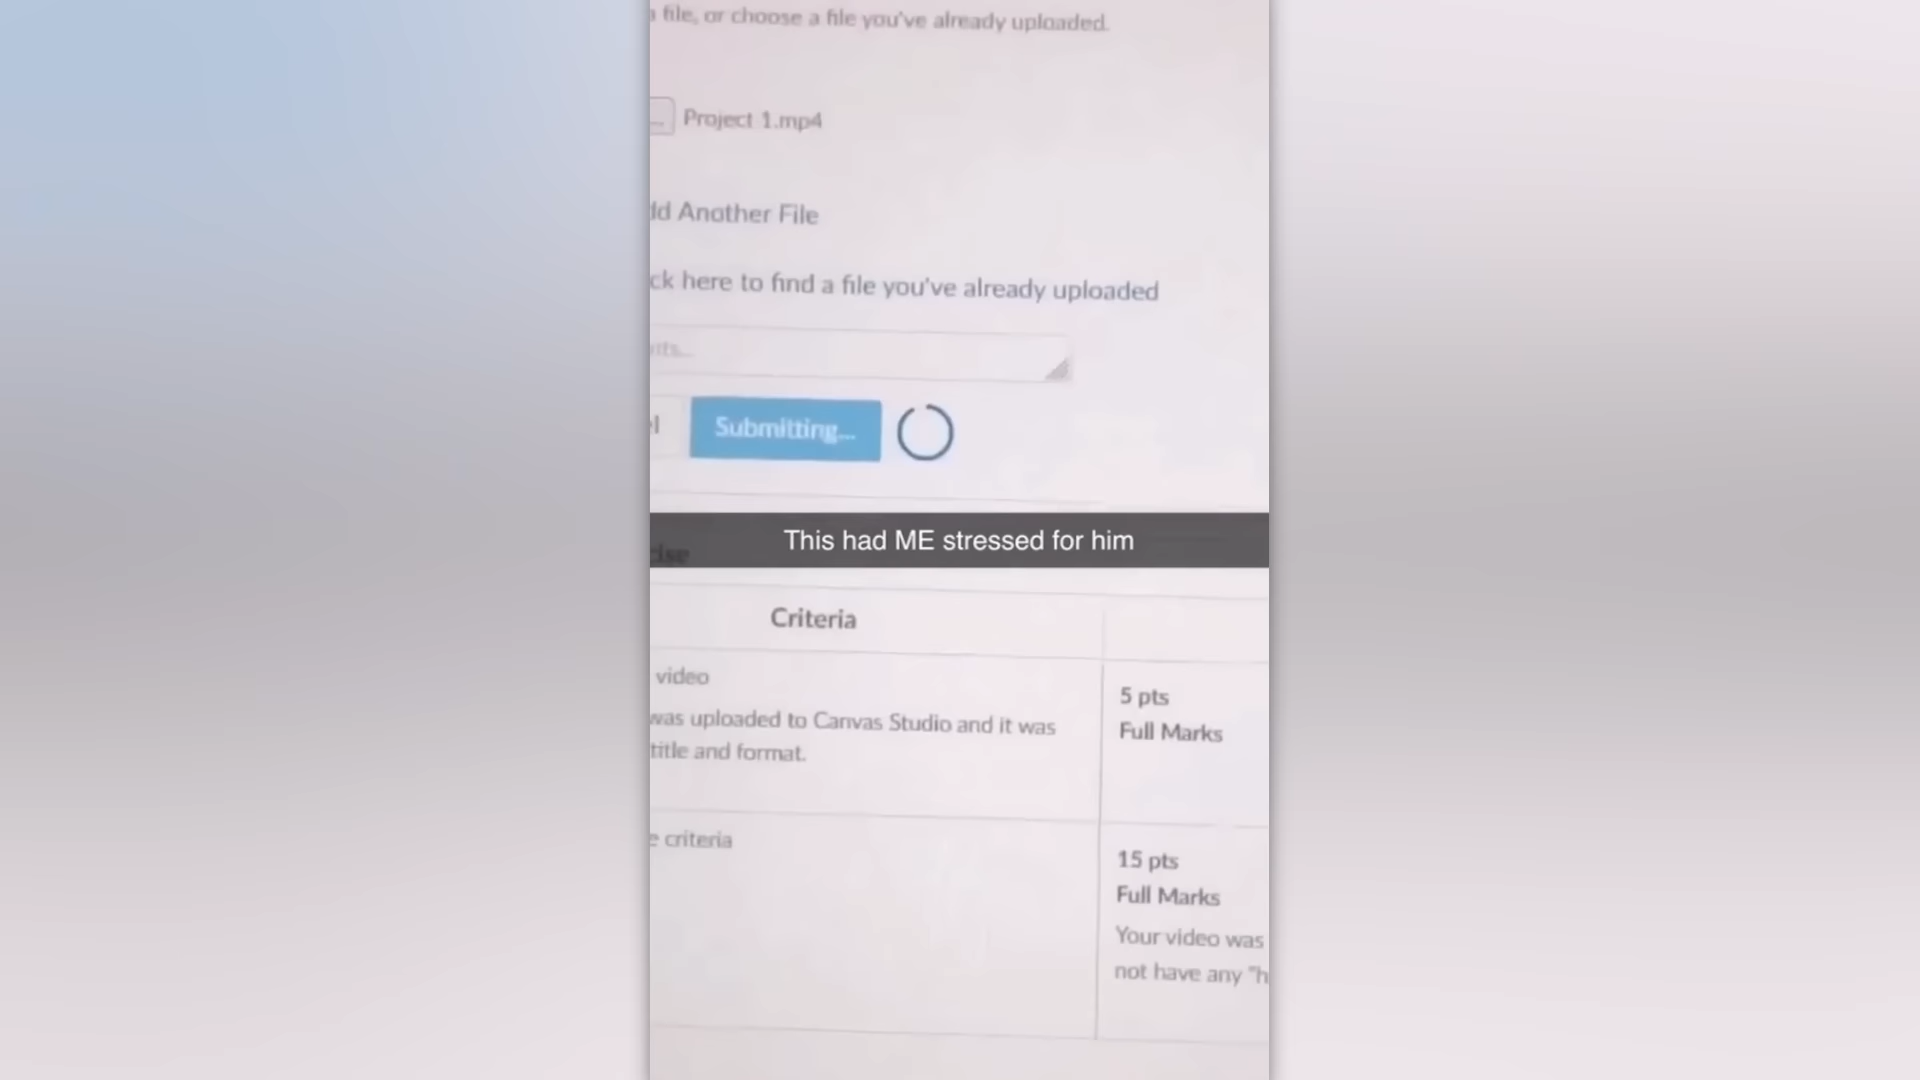 file, or choose a file you've already uploaded.
... Project 1.mp4
Another File
here to find a file you've already uploaded
Submitting...
This had ME stressed for him
Criteria
video
5 pts
was uploaded to Canvas Studio and it was
Full Marks
title and format.
criteria
15 pts
Full Marks
Your video was
not have any "h